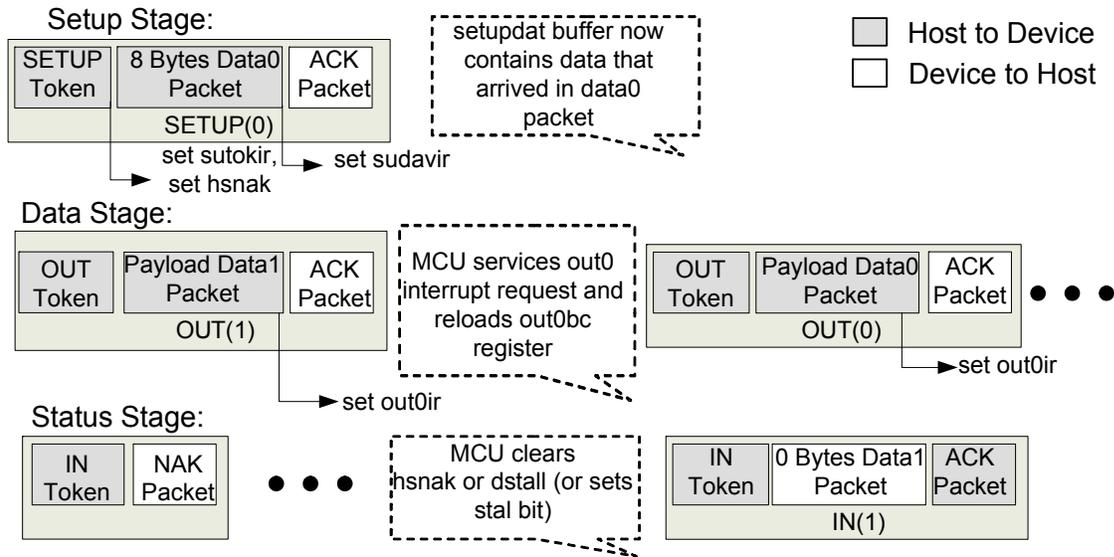 Setup Stage:
SETUP
Token
8 Bytes Data0
Packet
ACK
Packet
SETUP(0)
set sutokir,
set hsnak
set sudavir
setupdat buffer now
contains data that
arrived in data0
packet
Host to Device
Device to Host
Data Stage:
OUT
Token
Payload Data1
Packet
ACK
Packet
OUT(1)
set out0ir
MCU services out0
interrupt request and
reloads out0bc
register
OUT
Token
Payload Data0
Packet
ACK
Packet
OUT(0)
set out0ir
Status Stage:
IN
Token
NAK
Packet
MCU clears
hsnak or dstall (or sets
stal bit)
IN
Token
0 Bytes Data1
Packet
ACK
Packet
IN(1)